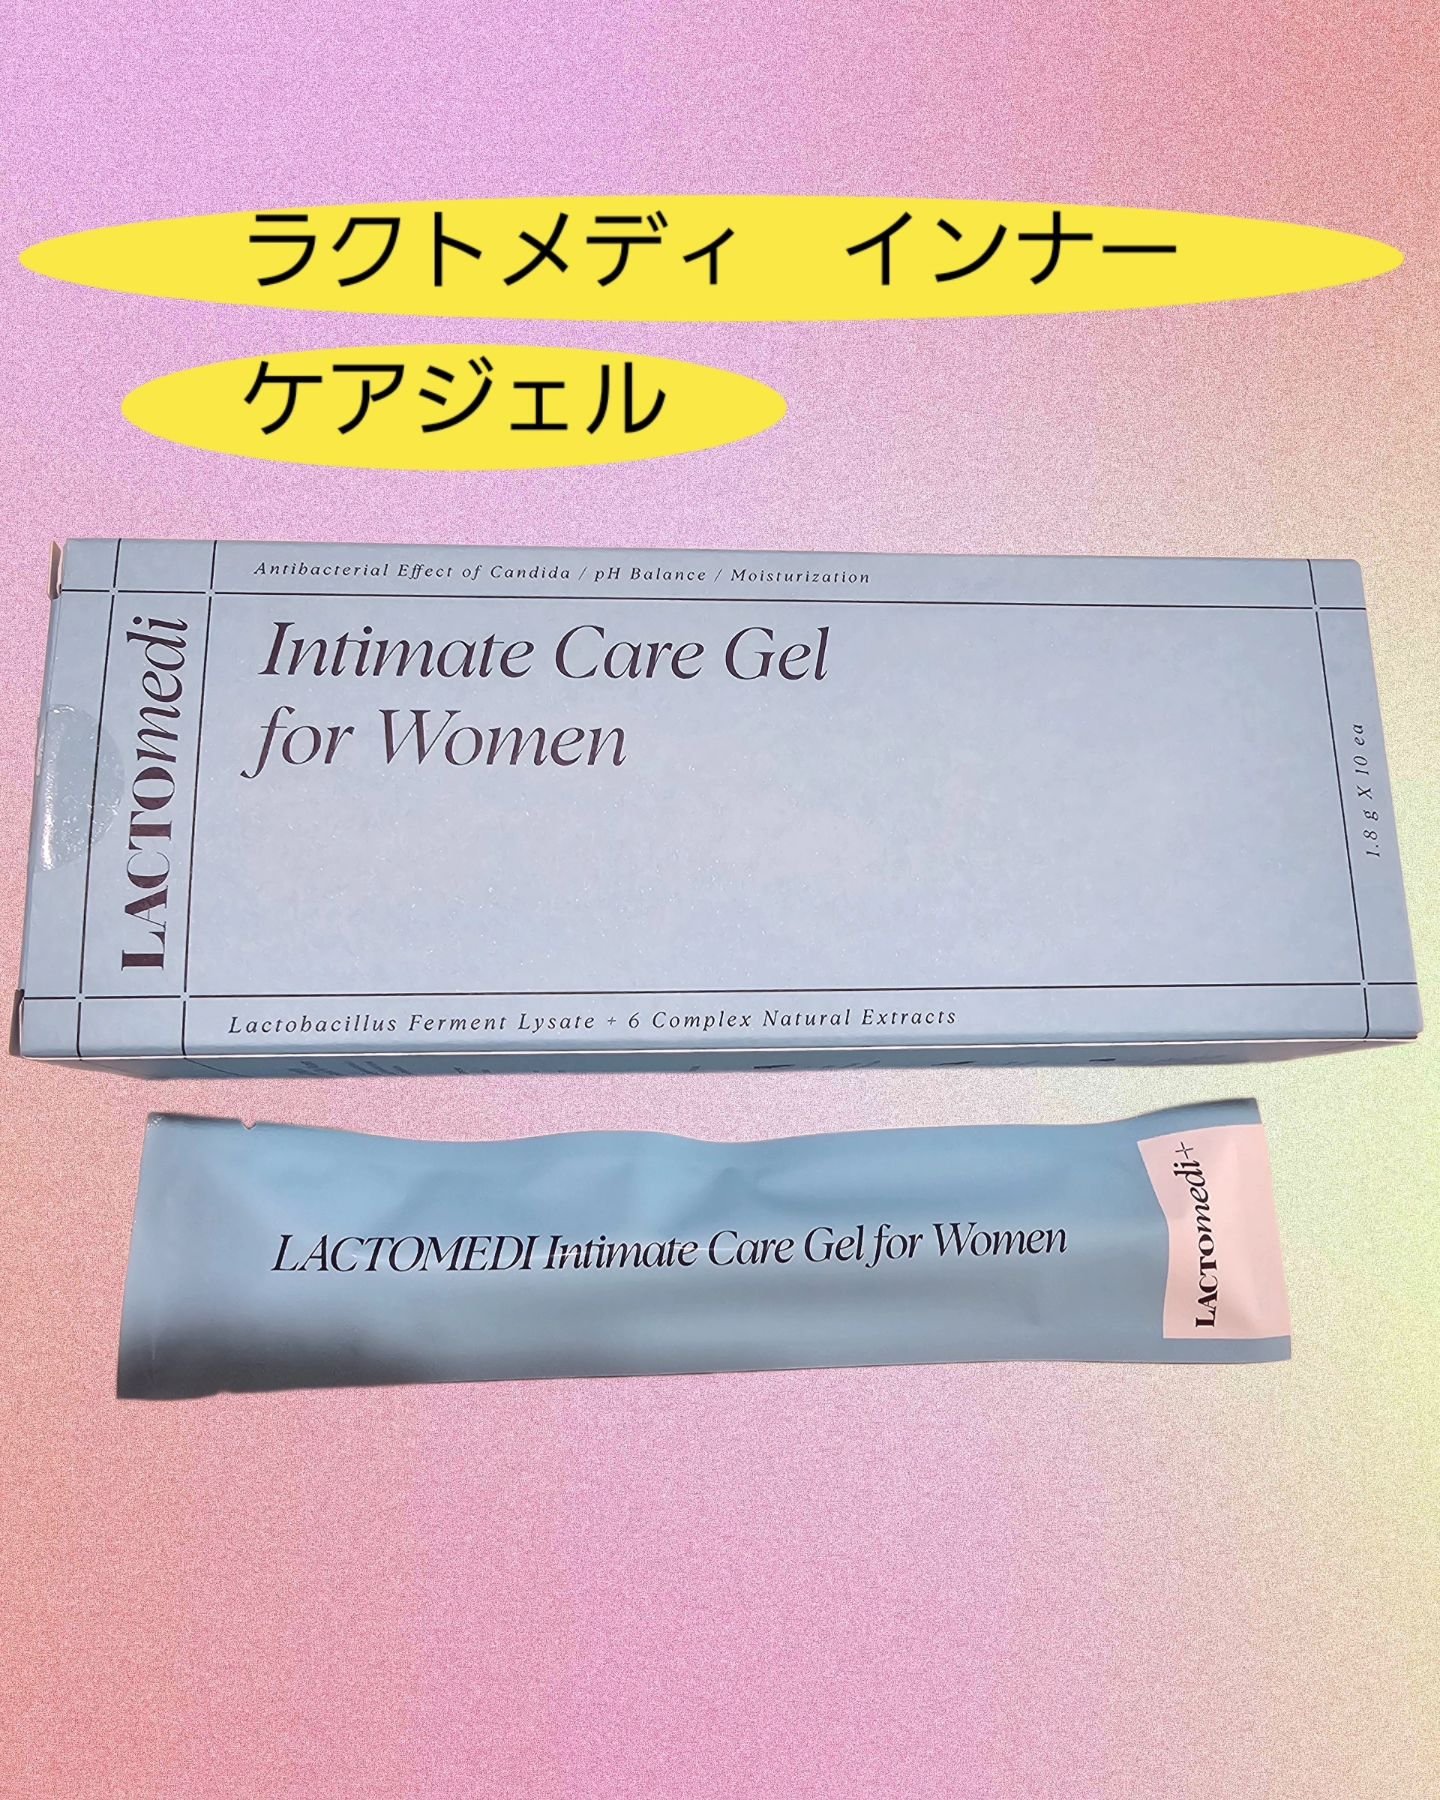 ラクトメディ　インナー
ケアジェル
Antibacterial Effect of Candida / pH Balance / Moisturization
LACTOmedi
Intimate Care Gel
for Women
1.8 g X 10 ea
Lactobacillus Ferment Lysate + 6 Complex Natural Extracts
LACTOMEDI Intimate Care Gel for Women
LACTOmedi+